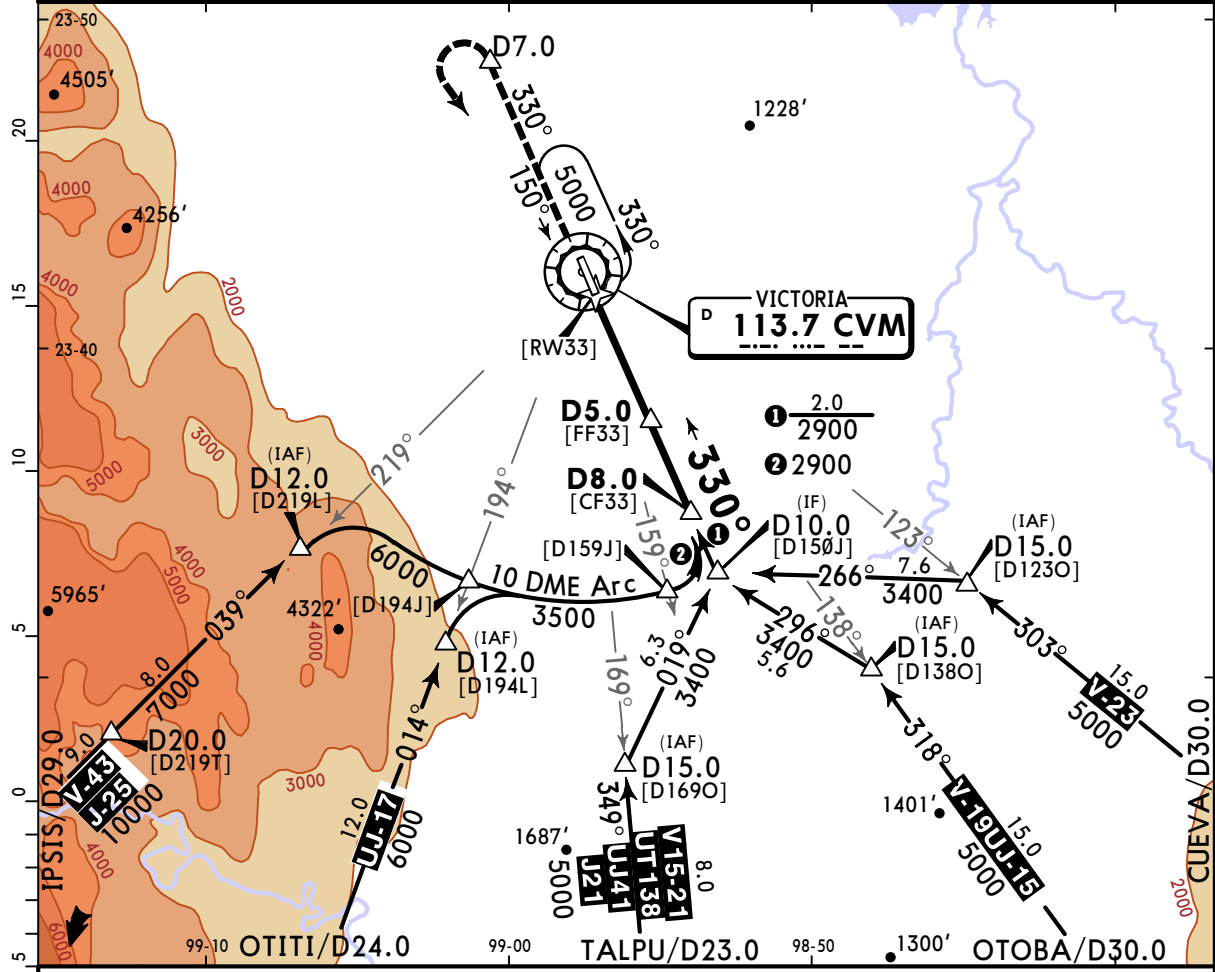 23-50
4000
4505'
D7.0
330°
20
1228'
150°
5000
330°
4000
4256'
4000
2000
15
VICTORIA
D
113.7 CVM
23-40
[RW33]
D5.0
[FF33]
1 2.0
2900
2 2900
3000
219°
194°
330°
10
5000
(IAF)
D12.0
[D219L]
D8.0
[CF33]
(IF)
D10.0
[D150J]
123°
(IAF)
D15.0
[D123O]
159°
1
2
[D159J]
4000
5000
6000
10 DME Arc
3500
266°
7.6
3400
5965'
039°
4322'
4000
[D194J]
(IAF)
D12.0
[D194L]
138°
296°
3400
5.6
(IAF)
D15.0
[D138O]
303°
5
8.0
7000
6.3
019°
3400
169°
15.0
V-23
5000
D20.0
[D219T]
9.0
V-43
J-25
10000
IPSIS/D29.0
014°
3000
(IAF)
D15.0
[D169O]
318°
0
12.0
UJ-17
6000
349°
1687'
5000
J21
UJ41
UT138
V15-21
8.0
1401'
V-19UJ-15
15.0
5000
CUEVA/D30.0
4000
2000
6000
5
99-10
OTITI/D24.0
99-00
TALPU/D23.0
98-50
1300'
OTOBA/D30.0